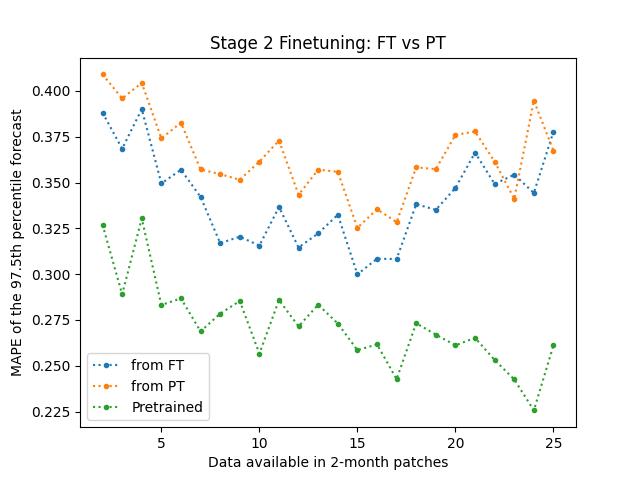 Stage 2 Finetuning: FT vs PT
MAPE of the 97.5th percentile forecast
0.400
0.375
0.350
0.325
0.300
0.275
0.250
0.225
from FT
from PT
Pretrained
5
10
15
20
25
Data available in 2-month patches